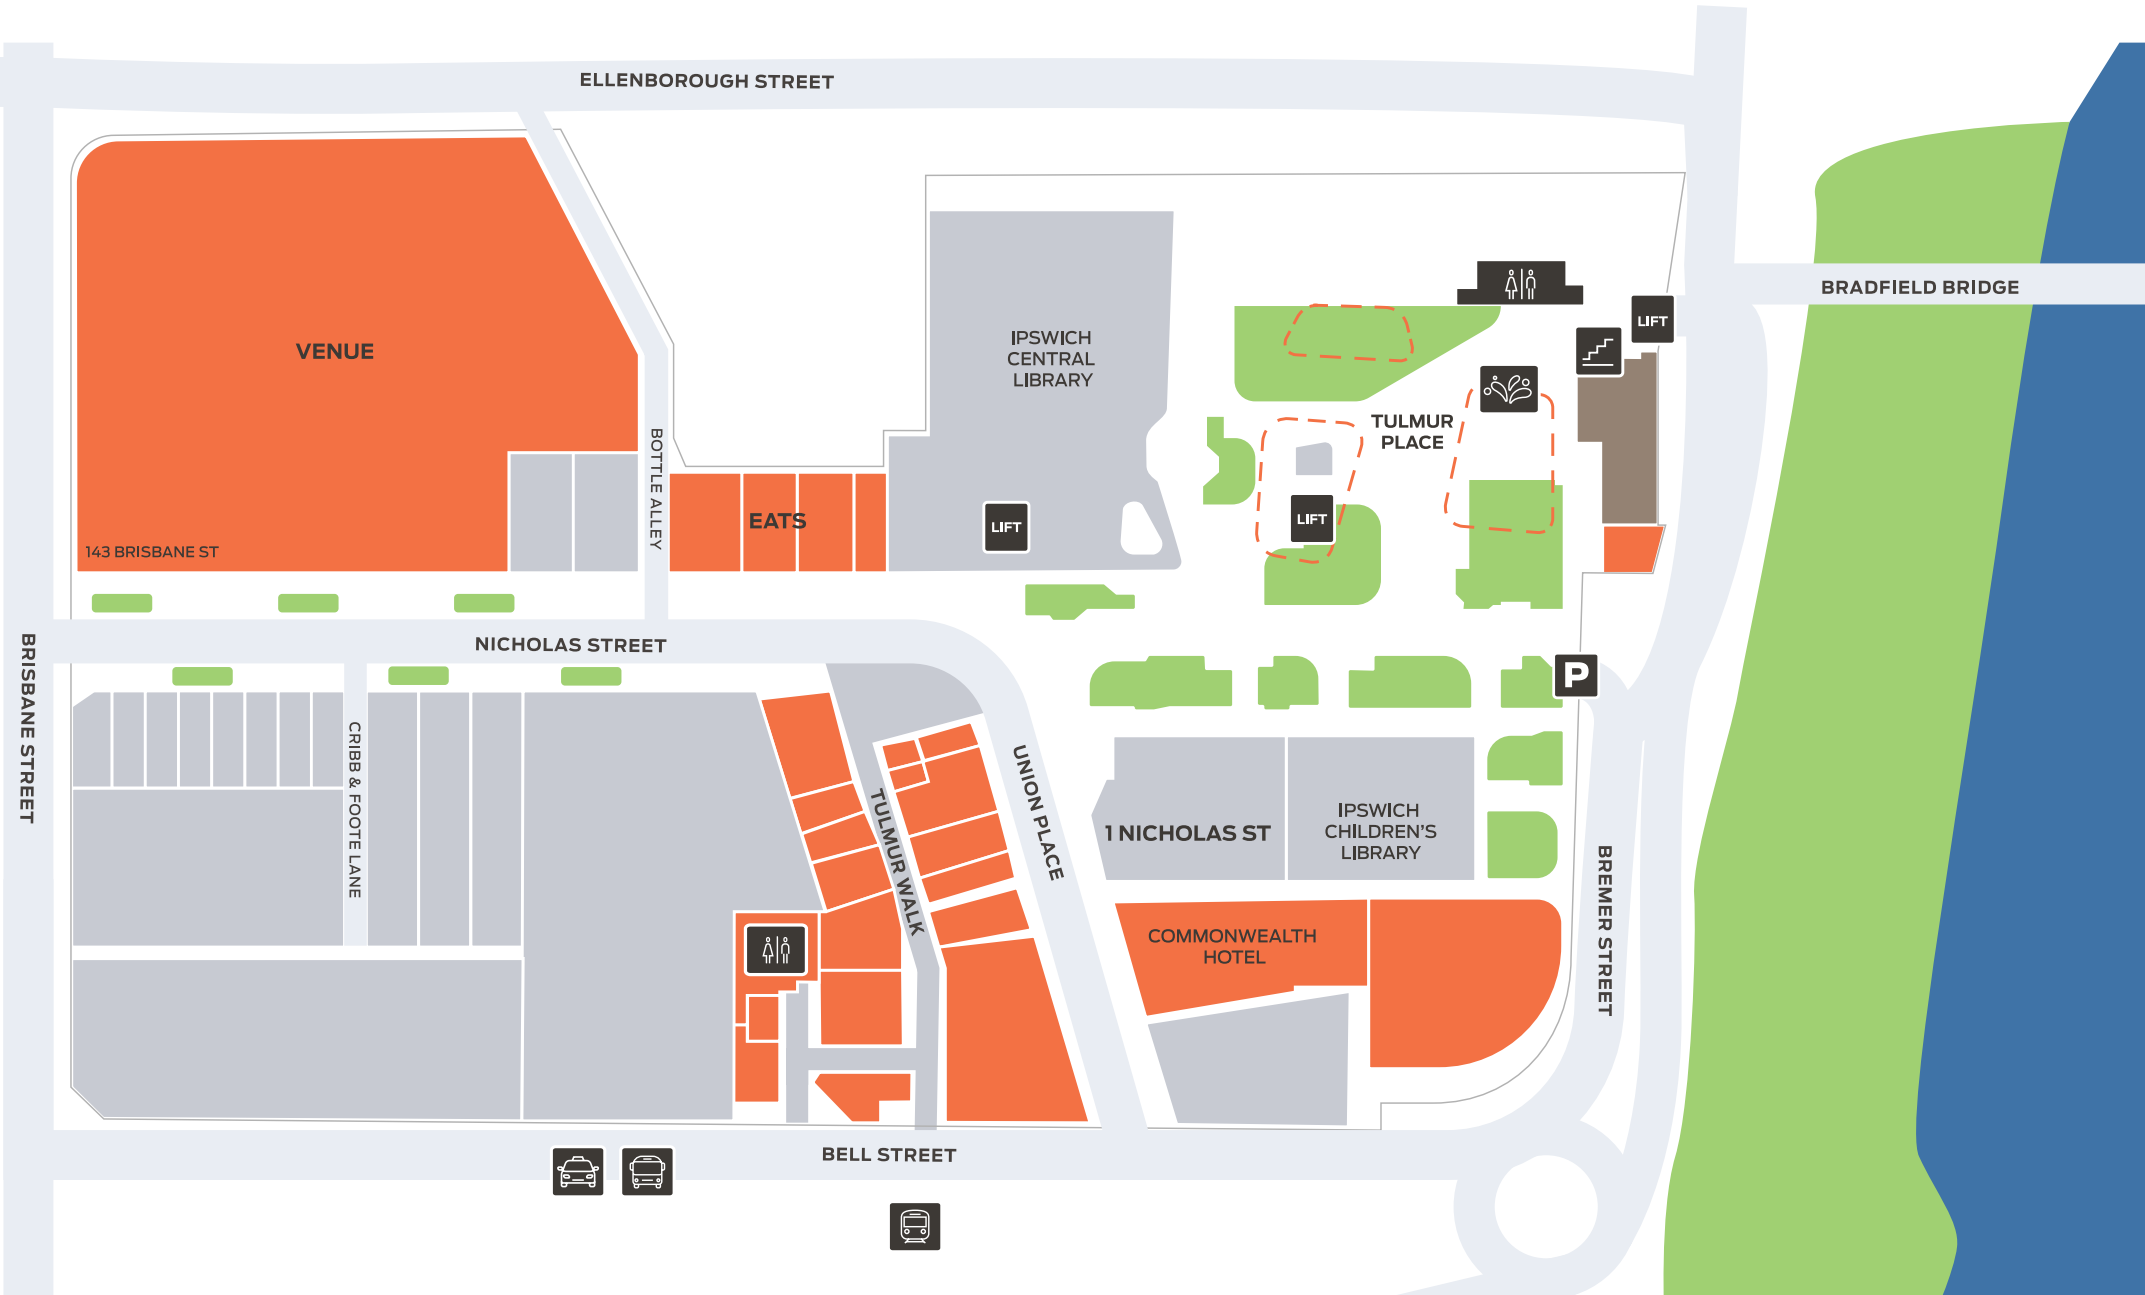 ELLENBOROUGH STREET
BRADFIELD BRIDGE
LIFT
VENUE
IPSWICH
CENTRAL
LIBRARY
TULMUR
PLACE
BOTTLE ALLEY
EATS
LIFT
LIFT
143 BRISBANE ST
NICHOLAS STREET
BRISBANE STREET
P
CRIBB & FOOTE LANE
TULMUR WALK
UNION PLACE
1 NICHOLAS ST
IPSWICH
CHILDREN'S
LIBRARY
BREMER STREET
COMMONWEALTH
HOTEL
BELL STREET